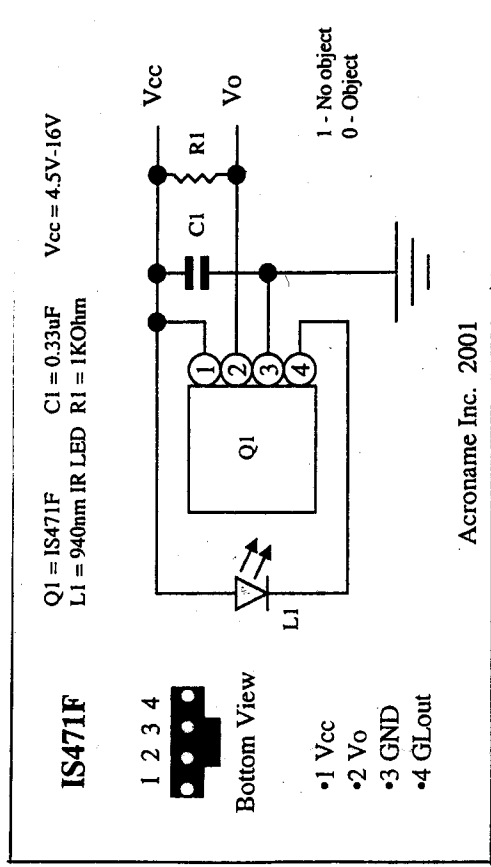 IS471F
1 2 3 4
Bottom View
•1 Vcc
•2 Vo
•3 GND
•4 GLout
Q1 = IS471F C1 = 0.33uF Vcc = 4.5V-16V
L1 = 940nm IR LED R1 = 1KOhm
L1
Q1
1
2
3
4
C1
R1
Vcc
Vo
1 - No object
0 - Object
Acroname Inc. 2001